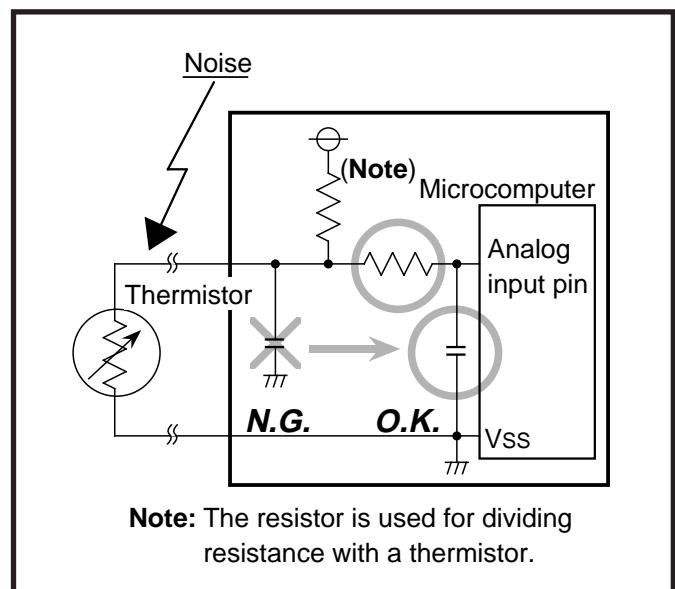 Noise
(Note)
Microcomputer
Analog
input pin
Thermistor
N.G.
O.K.
VSS
Note: The resistor is used for dividing
resistance with a thermistor.